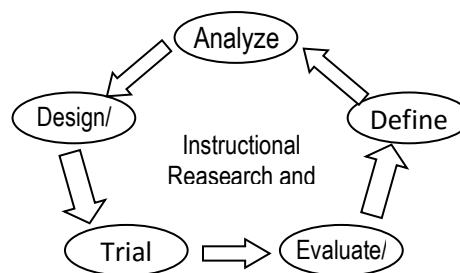 Analyze
Design/
Define
Instructional
Reasearch and
Trial
Evaluate/